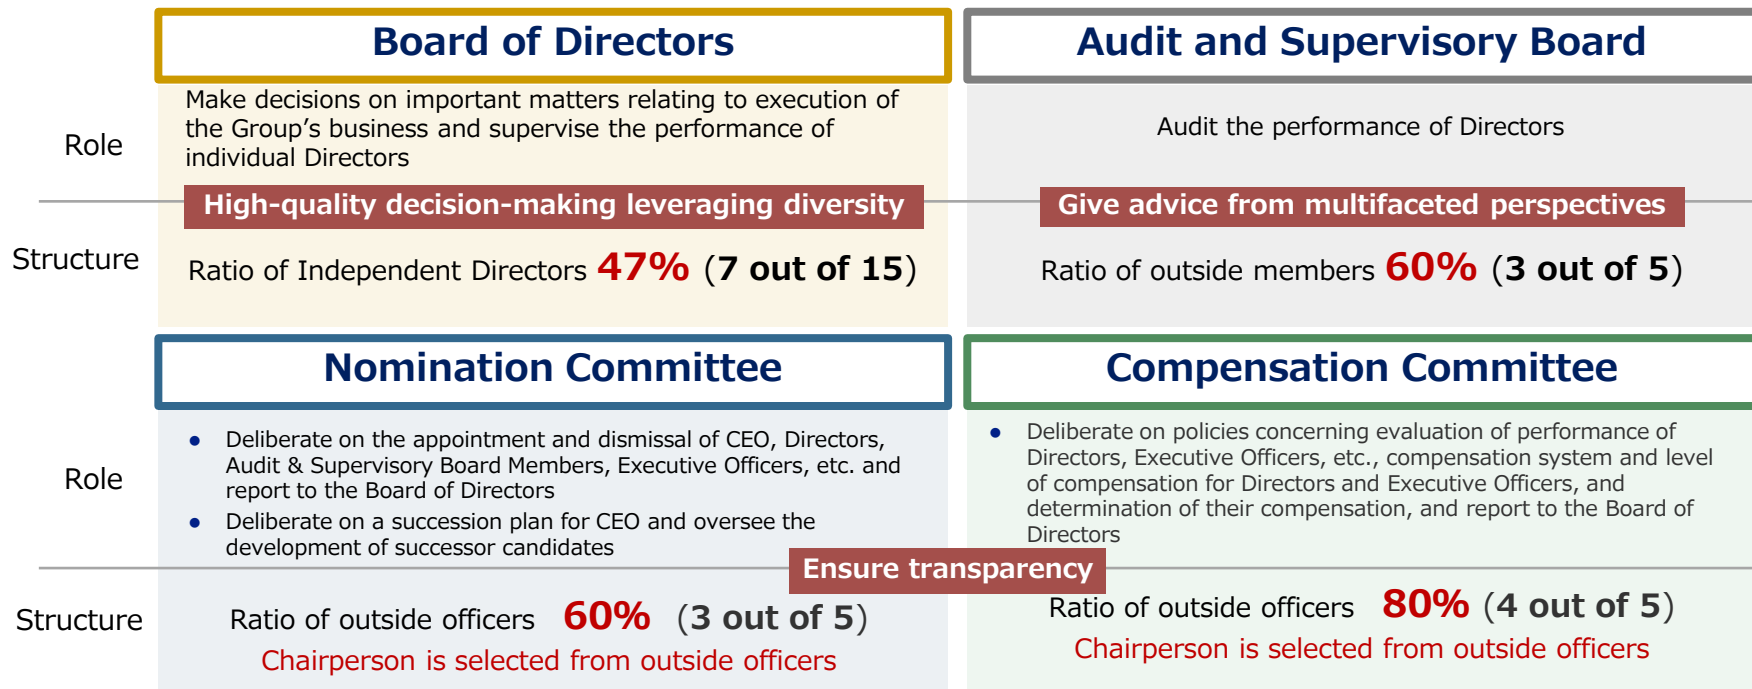 Board of Directors
Audit and Supervisory Board
Role
Make decisions on important matters relating to execution of
the Group’s business and supervise the performance of
individual Directors
Audit the performance of Directors
High-quality decision-making leveraging diversity
Give advice from multifaceted perspectives
Structure
Ratio of Independent Directors 47% (7 out of 15)
Ratio of outside members 60% (3 out of 5)
Nomination Committee
Compensation Committee
Role
● Deliberate on the appointment and dismissal of CEO, Directors,
Audit & Supervisory Board Members, Executive Officers, etc. and
report to the Board of Directors
● Deliberate on a succession plan for CEO and oversee the
development of successor candidates
● Deliberate on policies concerning evaluation of performance of
Directors, Executive Officers, etc., compensation system and level
of compensation for Directors and Executive Officers, and
determination of their compensation, and report to the Board of
Directors
Ensure transparency
Structure
Ratio of outside officers 60% (3 out of 5)
Chairperson is selected from outside officers
Ratio of outside officers 80% (4 out of 5)
Chairperson is selected from outside officers